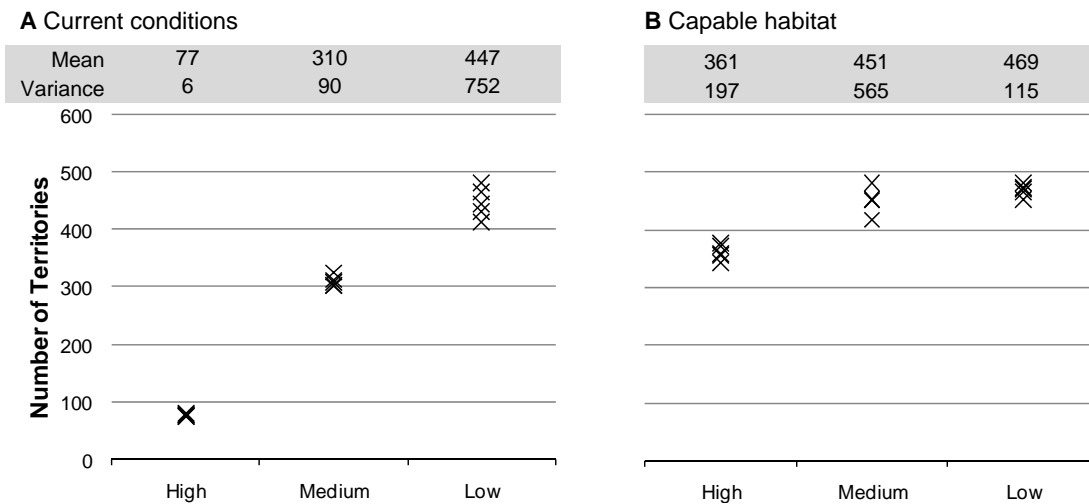 A Current conditions
Mean 77 310 447
Variance 6 90 752
Number of Territories
600
500
400
300
200
100
0
High Medium Low
B Capable habitat
361 451 469
197 565 115
High Medium Low